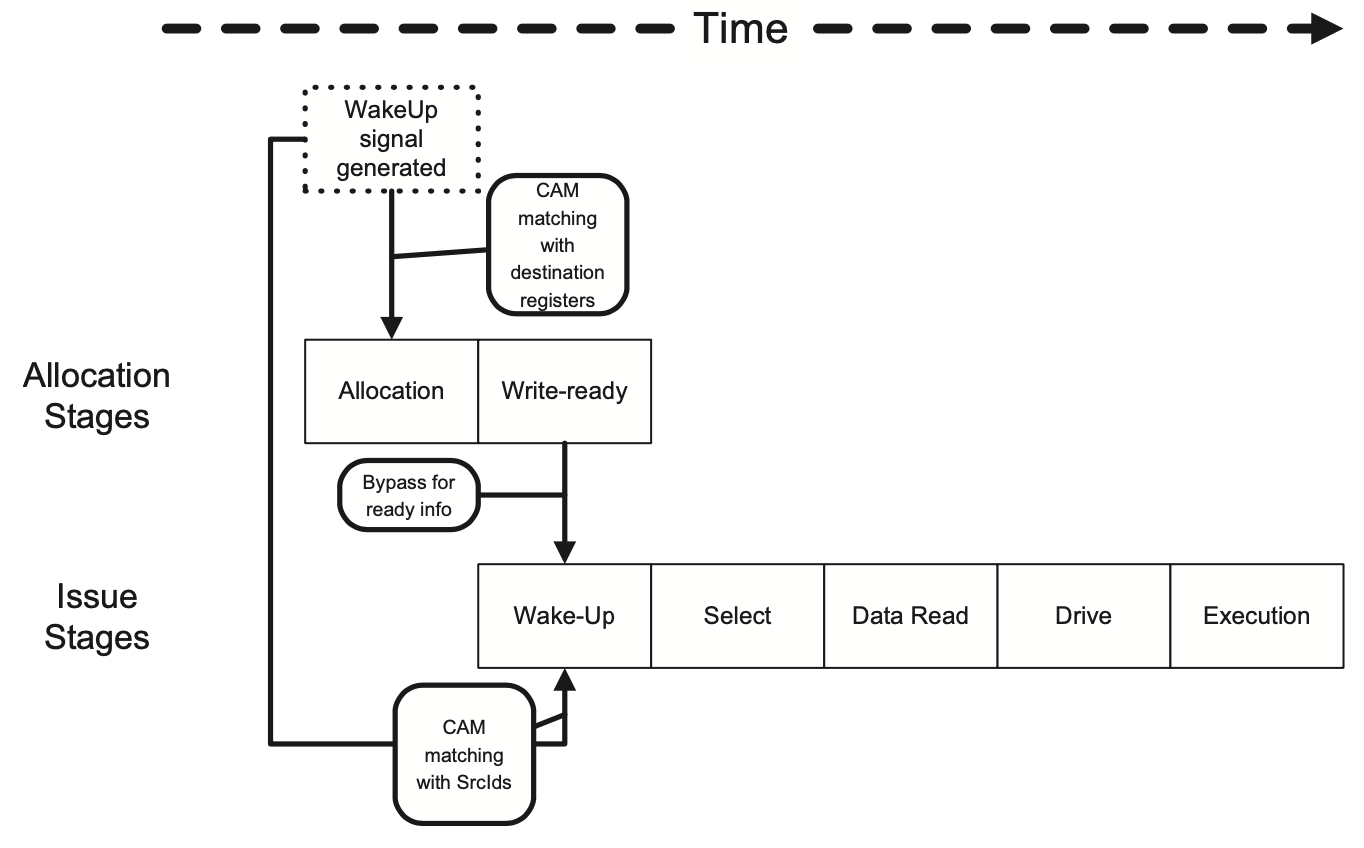 Time
WakeUp
signal
generated
CAM
matching
with
destination
registers
Allocation
Stages
Allocation
Write-ready
Bypass for
ready info
Issue
Stages
Wake-Up
Select
Data Read
Drive
Execution
CAM
matching
with SrcIds